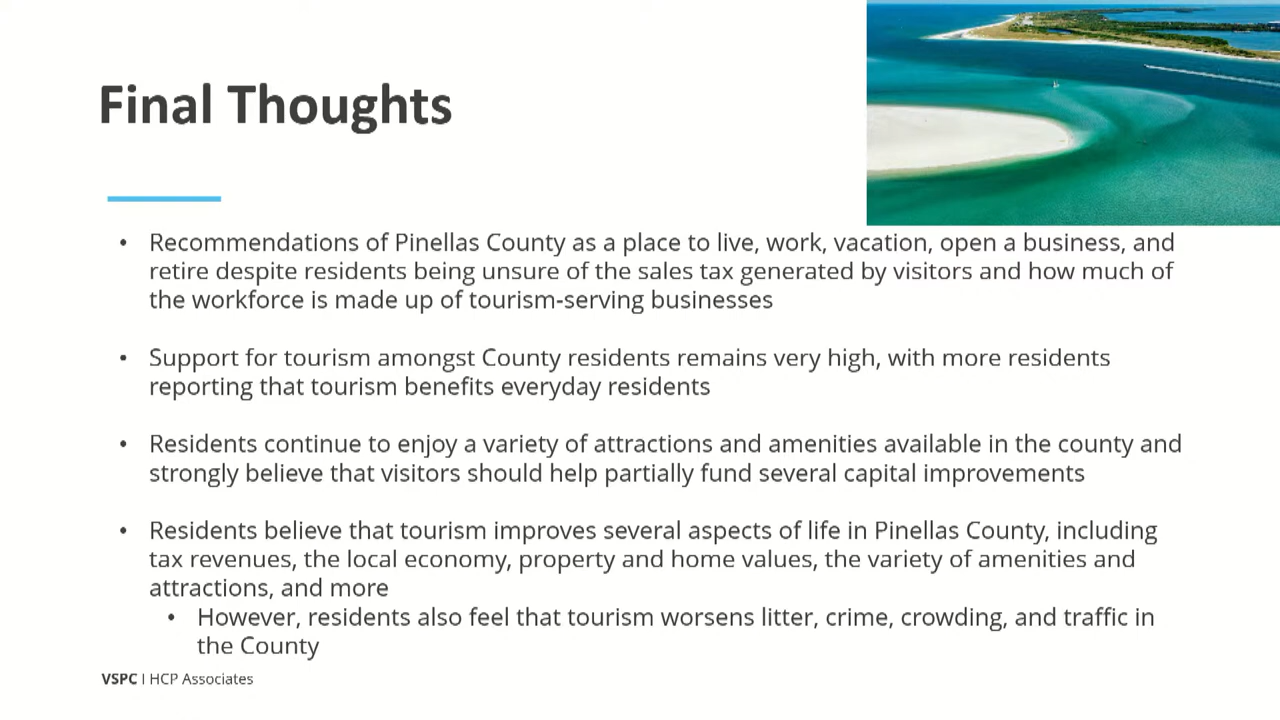 Final Thoughts
• Recommendations of Pinellas County as a place to live, work, vacation, open a business, and
retire despite residents being unsure of the sales tax generated by visitors and how much of
the workforce is made up of tourism-serving businesses
• Support for tourism amongst County residents remains very high, with more residents
reporting that tourism benefits everyday residents
• Residents continue to enjoy a variety of attractions and amenities available in the county and
strongly believe that visitors should help partially fund several capital improvements
• Residents believe that tourism improves several aspects of life in Pinellas County, including
tax revenues, the local economy, property and home values, the variety of amenities and
attractions, and more
• However, residents also feel that tourism worsens litter, crime, crowding, and traffic in
the County
VSPC | HCP Associates